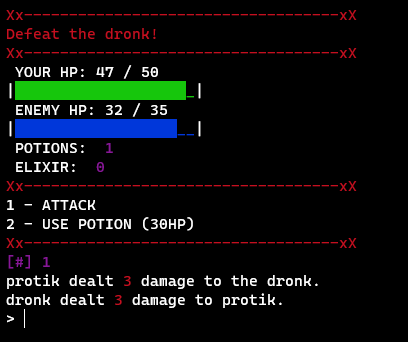 Xx--------------------------------xX
Defeat the dronk!
Xx--------------------------------xX
YOUR HP: 47 / 50
|█████████████████_|
ENEMY HP: 32 / 35
|████████████████__|
POTIONS: 1
ELIXIR: 0
Xx--------------------------------xX
1 - ATTACK
2 - USE POTION (30HP)
Xx--------------------------------xX
[#] 1
protik dealt 3 damage to the dronk.
dronk dealt 3 damage to protik.
>